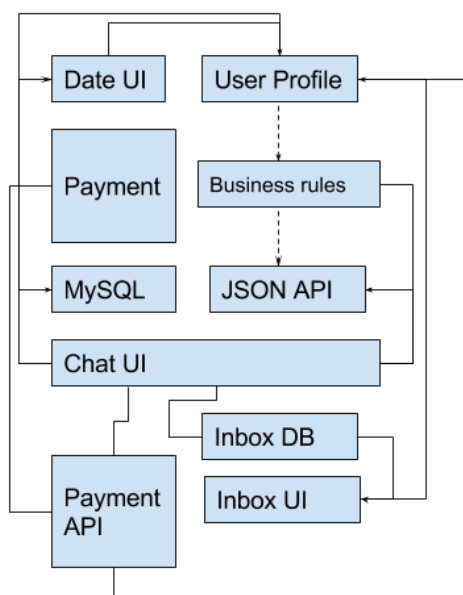 Date UI
User Profile
Payment
Business rules
MySQL
JSON API
Chat UI
Inbox DB
Payment
API
Inbox UI